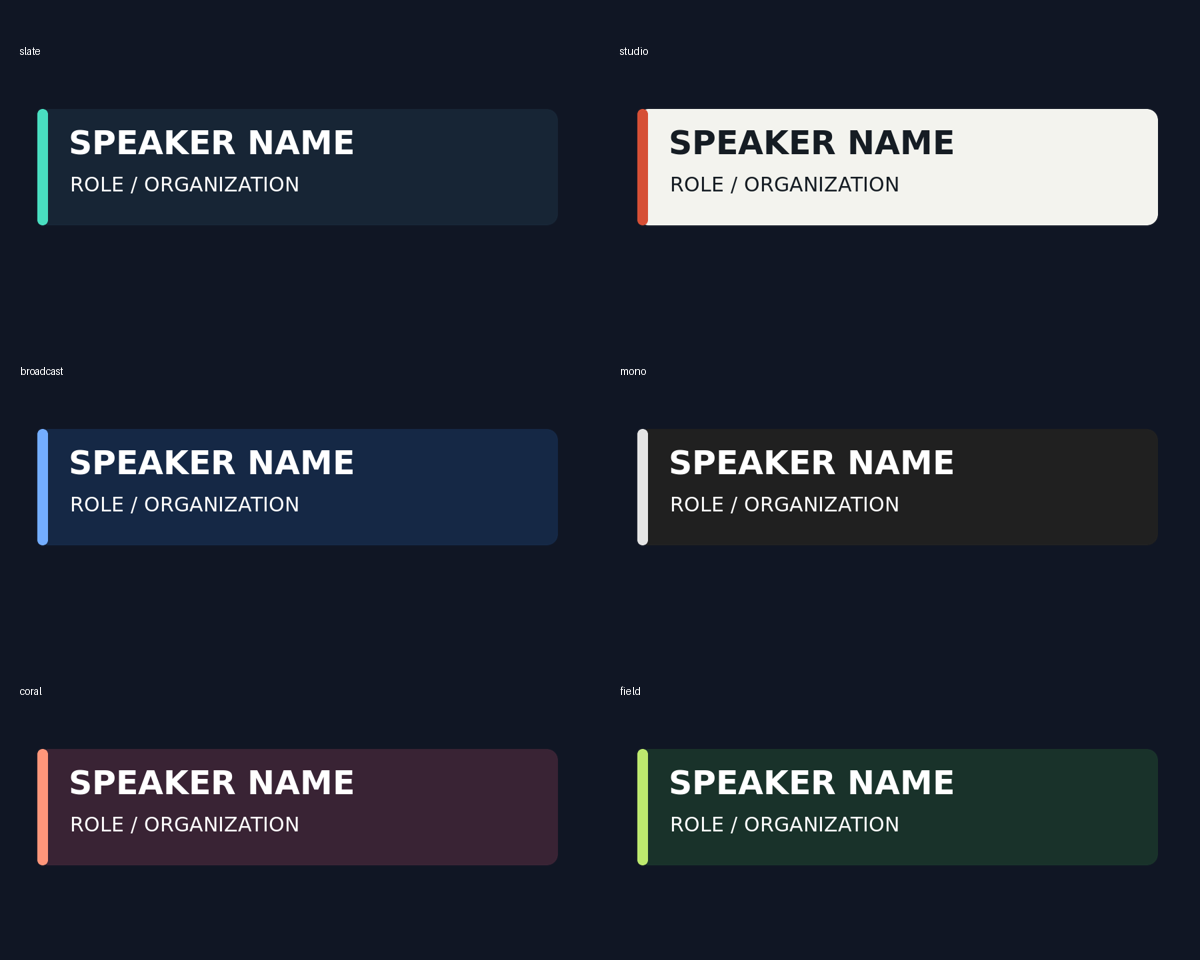 slate
SPEAKER NAME
ROLE / ORGANIZATION
studio
SPEAKER NAME
ROLE / ORGANIZATION
broadcast
SPEAKER NAME
ROLE / ORGANIZATION
mono
SPEAKER NAME
ROLE / ORGANIZATION
coral
SPEAKER NAME
ROLE / ORGANIZATION
field
SPEAKER NAME
ROLE / ORGANIZATION